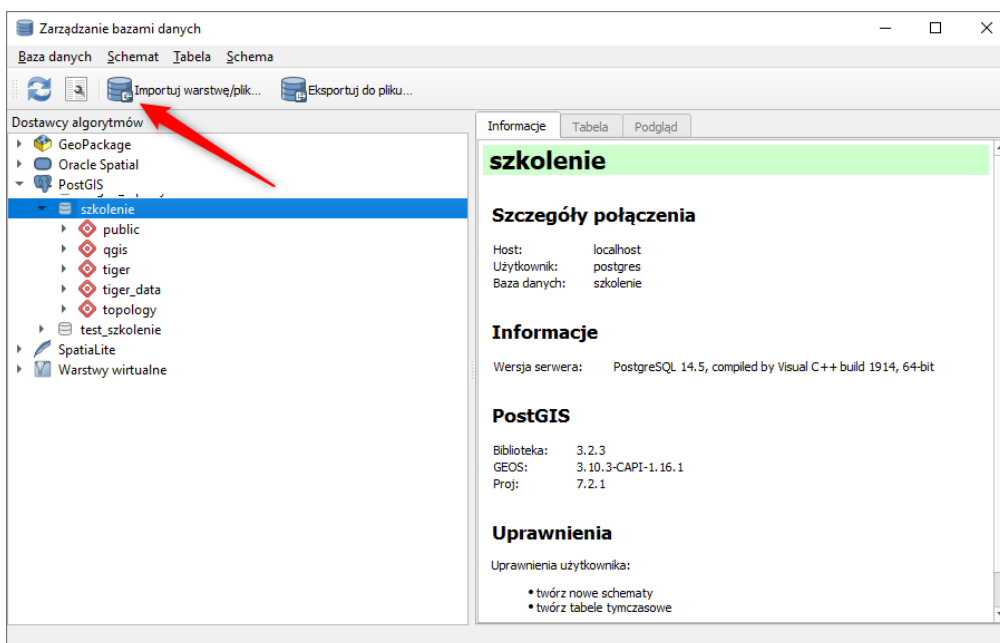 Zarządzanie bazami danych
Baza danych Schemat Tabela Schema
Importuj warstwę/plik... Eksportuj do pliku...
Dostawcy algorytmów
GeoPackage
Oracle Spatial
PostGIS
szkolenie
public
qgis
tiger
tiger_data
topology
test_szkolenie
SpatiaLite
Warstwy wirtualne
Informacje Tabela Podgląd
szkolenie
Szczegóły połączenia
Host: localhost
Użytkownik: postgres
Baza danych: szkolenie
Informacje
Wersja serwera: PostgreSQL 14.5, compiled by Visual C++ build 1914, 64-bit
PostGIS
Biblioteka: 3.2.3
GEOS: 3.10.3-CAPI-1.16.1
Proj: 7.2.1
Uprawnienia
Uprawnienia użytkownika:
• twórz nowe schematy
• twórz tabele tymczasowe